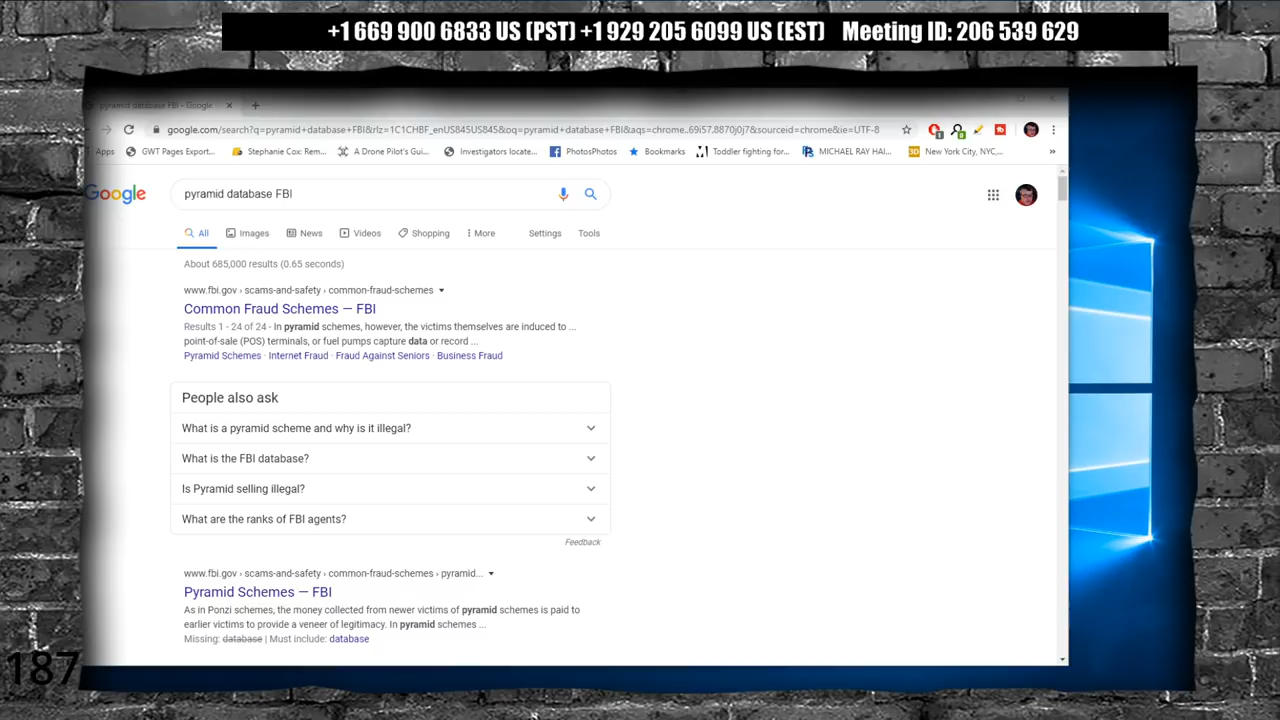 +1 669 900 6833 US (PST) +1 929 205 6099 US (EST) Meeting ID: 206 539 629
pyramid database FBI - Google
google.com/search?q=pyramid+database+FBI&rlz=1C1CHBF_enUS845US845&oq=pyramid+database+FBI&aqs=chrome..69i57.8870j0j7&sourceid=chrome&ie=UTF-8
Apps GWT Pages Export... Stephanie Cox: Rem... A Drone Pilot's Gui... Investigators locate... PhotosPhotos Bookmarks Toddler fighting for... MICHAEL RAY HAI... New York City, NYC,... »
Google pyramid database FBI
All Images News Videos Shopping More Settings Tools
About 685,000 results (0.65 seconds)
www.fbi.gov › scams-and-safety › common-fraud-schemes
Common Fraud Schemes — FBI
Results 1 - 24 of 24 - In pyramid schemes, however, the victims themselves are induced to ...
point-of-sale (POS) terminals, or fuel pumps capture data or record ...
Pyramid Schemes · Internet Fraud · Fraud Against Seniors · Business Fraud
People also ask
What is a pyramid scheme and why is it illegal?
What is the FBI database?
Is Pyramid selling illegal?
What are the ranks of FBI agents?
Feedback
www.fbi.gov › scams-and-safety › common-fraud-schemes › pyramid...
Pyramid Schemes — FBI
As in Ponzi schemes, the money collected from newer victims of pyramid schemes is paid to
earlier victims to provide a veneer of legitimacy. In pyramid schemes ...
Missing: database | Must include: database
187